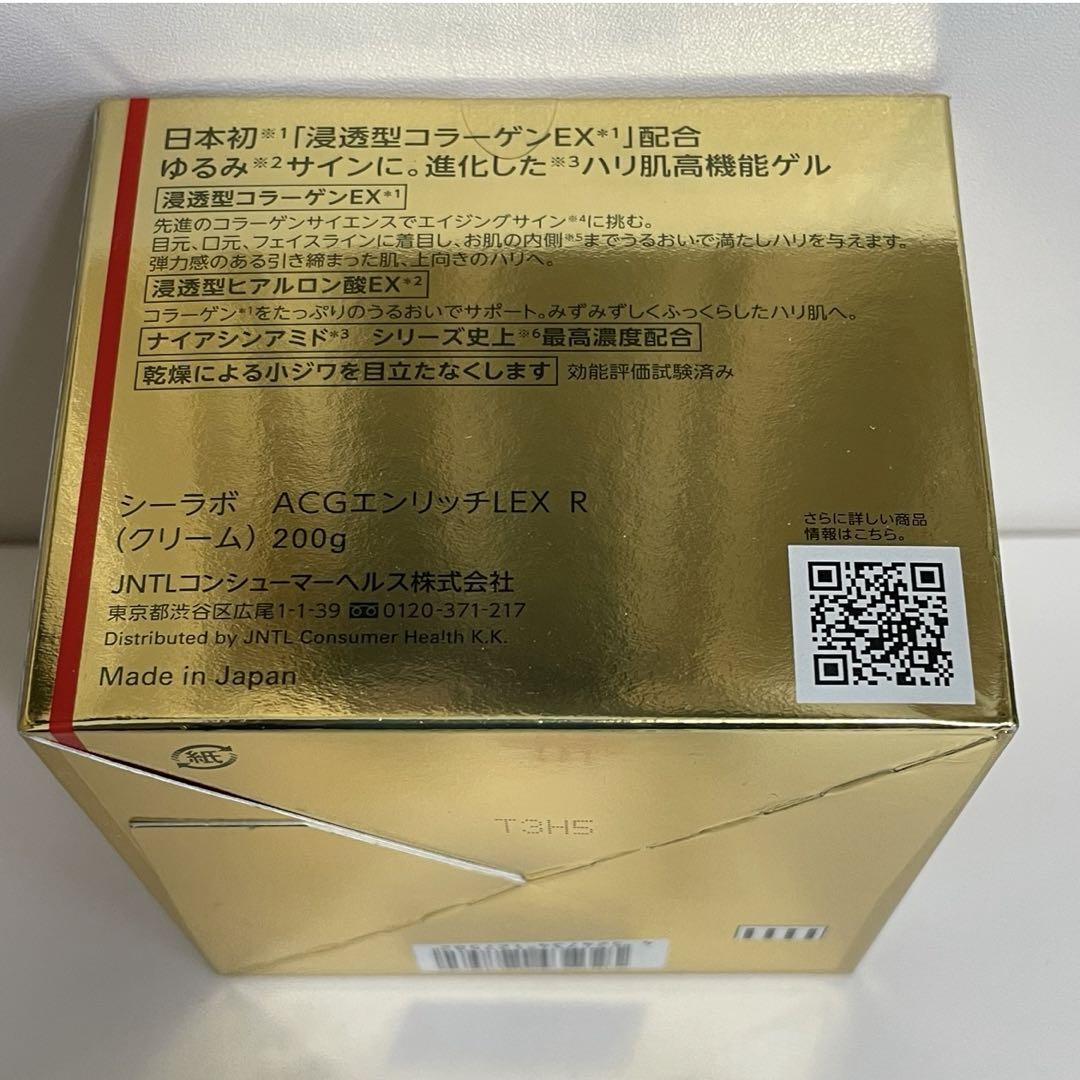 日本初※1「浸透型コラーゲンEX*1」配合
ゆるみ※2サインに。進化した※3ハリ肌高機能ゲル
浸透型コラーゲンEX*1
先進のコラーゲンサイエンスでエイジングサイン※4に挑む。
目元、口元、フェイスラインに着目し、お肌の内側※5までうるおいで満たしハリを与えます。
弾力感のある引き締まった肌、上向きのハリへ。
浸透型ヒアルロン酸EX*2
コラーゲン*1をたっぷりのうるおいでサポート。みずみずしくふっくらしたハリ肌へ。
ナイアシンアミド*3 シリーズ史上※6最高濃度配合
乾燥による小ジワを目立たなくします 効能評価試験済み
シーラボ ACGエンリッチLEX R
(クリーム) 200g
さらに詳しい商品
情報はこちら。
JNTLコンシューマーヘルス株式会社
東京都渋谷区広尾1-1-39 0120-371-217
Distributed by JNTL Consumer Health K.K.
Made in Japan
紙
T3H5